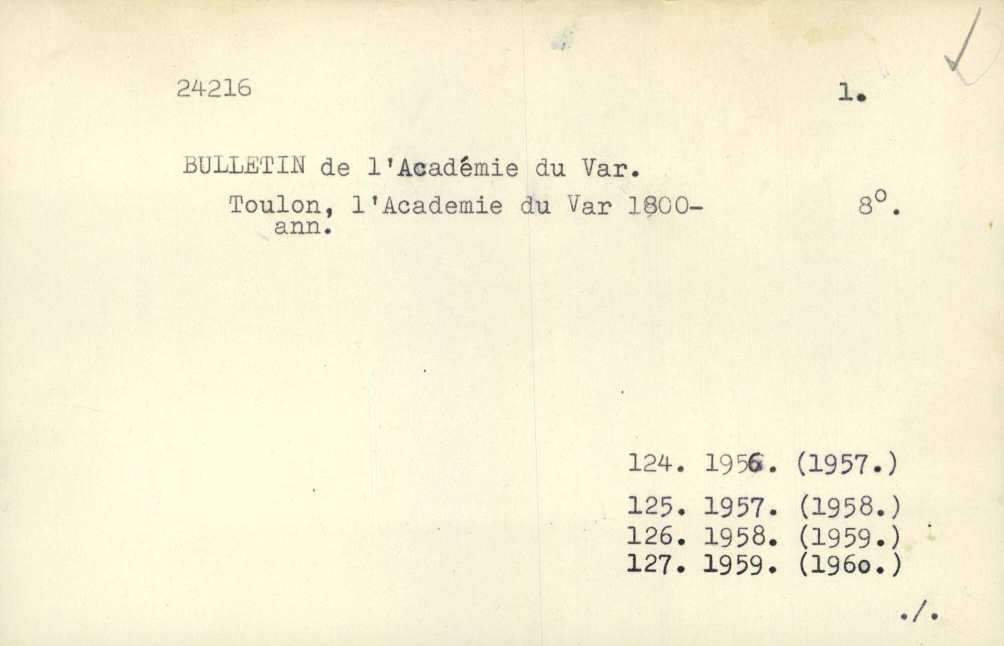 24216 1.
BULLETIN de l'Académie du Var.
Toulon, l'Academie du Var 1800- 8°.
ann.
124. 1956. (1957.)
125. 1957. (1958.)
126. 1958. (1959.)
127. 1959. (1960.)
./.